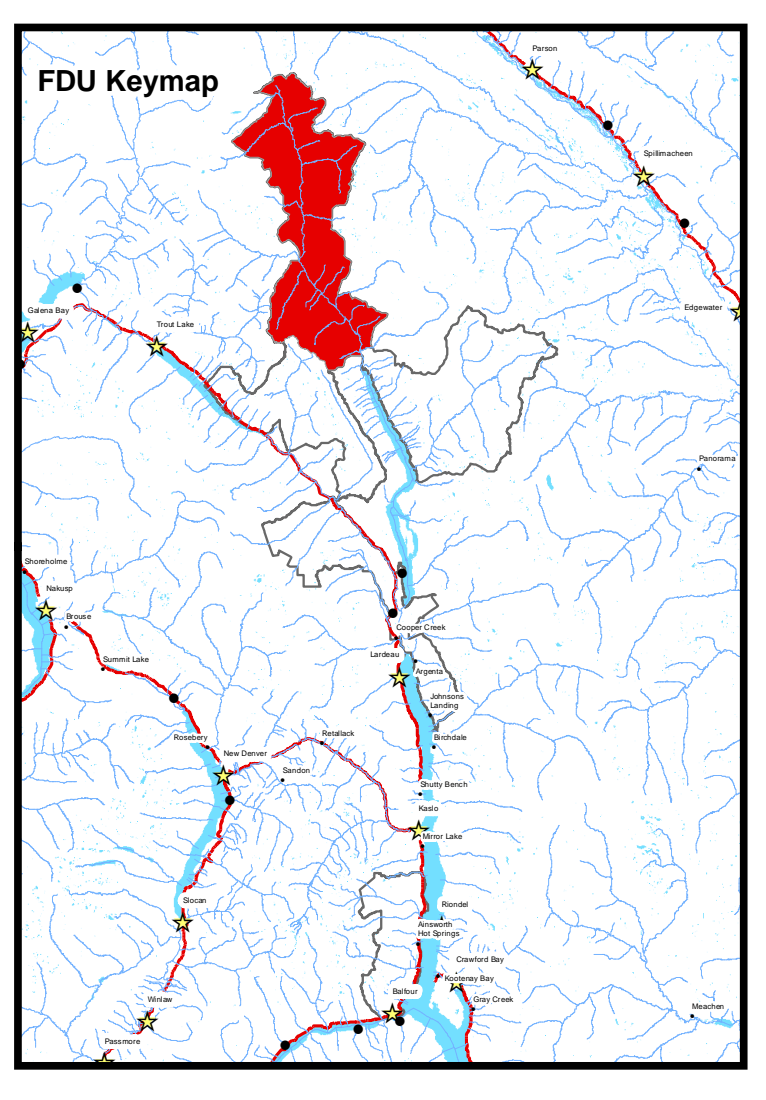 FDU Keymap
Parson
Spillimacheen
Edgewater
Galena Bay
Trout Lake
Panorama
Shoreholme
Nakusp
Brouse
Summit Lake
Cooper Creek
Lardeau
Argenta
Johnsons
Landing
Birchdale
Retallack
Rosebery
New Denver
Sandon
Shutty Bench
Kaslo
Mirror Lake
Slocan
Riondel
Ainsworth
Hot Springs
Crawford Bay
Kootenay Bay
Balfour
Gray Creek
Winlaw
Meachen
Passmore